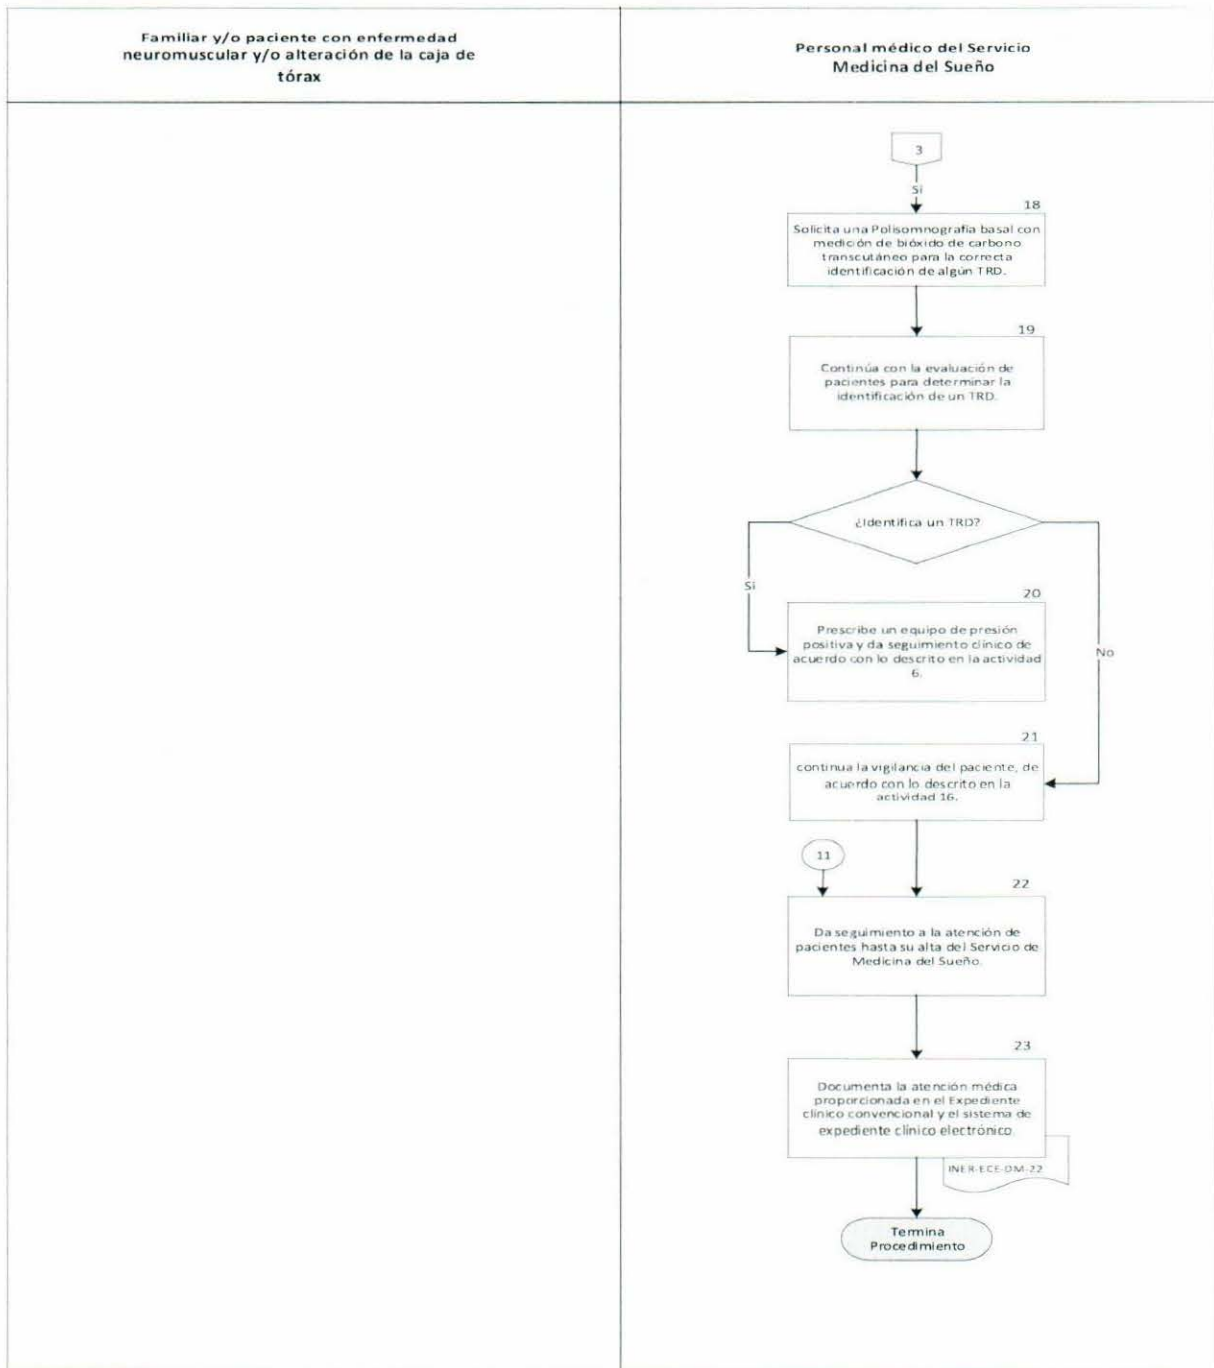 Familiar y/o paciente con enfermedad
neuromuscular y/o alteración de la caja de
tórax
Personal médico del Servicio
Medicina del Sueño
3
Si
18
Solicita una Polisomnografía basal con
medición de bióxido de carbono
transcutáneo para la correcta
identificación de algún TRD.
19
Continúa con la evaluación de
pacientes para determinar la
identificación de un TRD.
¿Identifica un TRD?
Si
No
20
Prescribe un equipo de presión
positiva y da seguimiento clínico de
acuerdo con lo descrito en la actividad
6.
21
continua la vigilancia del paciente, de
acuerdo con lo descrito en la
actividad 16.
11
22
Da seguimiento a la atención de
pacientes hasta su alta del Servicio de
Medicina del Sueño.
23
Documenta la atención médica
proporcionada en el Expediente
clínico convencional y el sistema de
expediente clínico electrónico.
INER-ECE-DM-22
Termina
Procedimiento